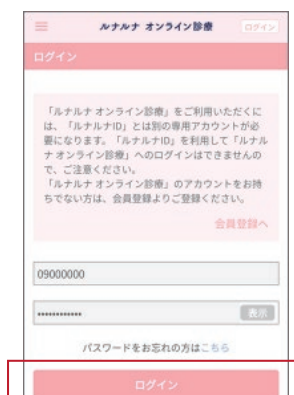 ルナルナ オンライン診療
ログイン
ログイン
「ルナルナ オンライン診療」をご利用いただくに
は、「ルナルナID」とは別の専用アカウントが必
要になります。「ルナルナID」を利用して「ルナル
ナ オンライン診療」へのログインはできませんの
で、ご注意ください。
「ルナルナ オンライン診療」のアカウントをお持
ちでない方は、会員登録よりご登録ください。
会員登録へ
09000000
••••••••••••
表示
パスワードをお忘れの方はこちら
ログイン